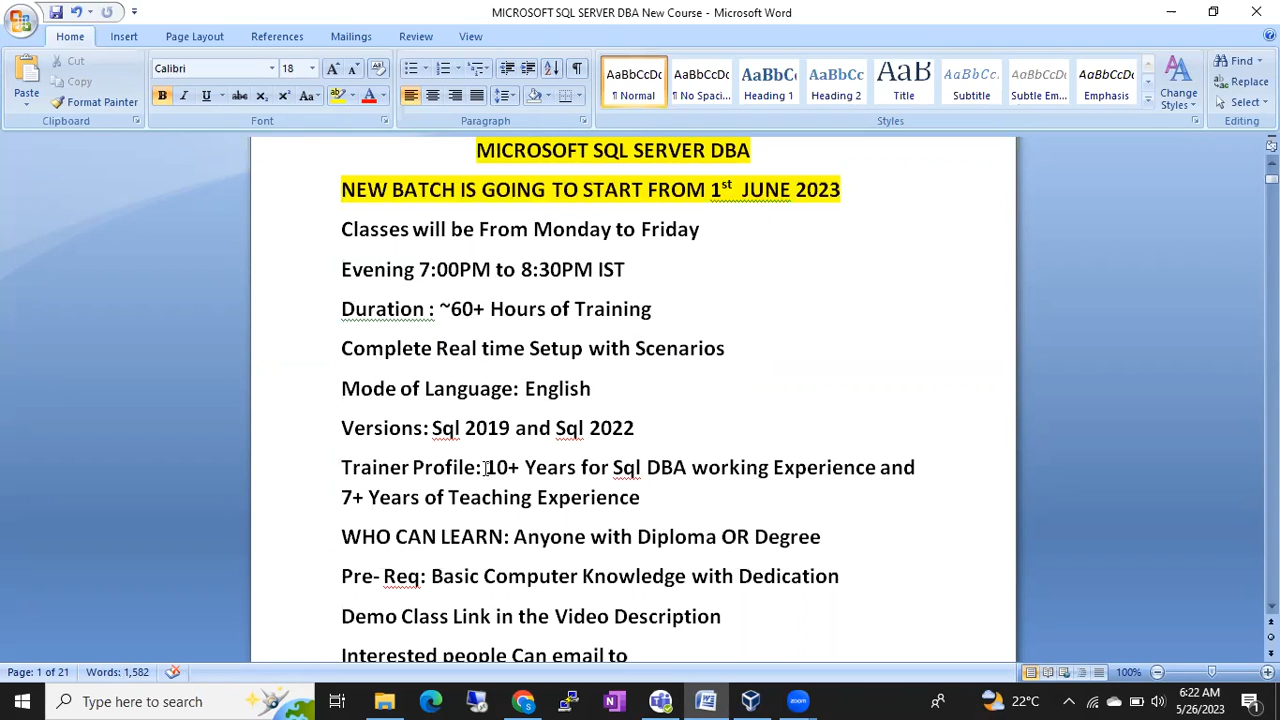 MICROSOFT SQL SERVER DBA New Course - Microsoft Word
Home Insert Page Layout References Mailings Review View
Paste Cut Copy Format Painter Clipboard
Calibri 18 Font
Paragraph
AaBbCcDc AaBbCcDc AaBbCc AaBbCc AaB AaBbCc. AaBbCcDc AaBbCcDc
¶ Normal ¶ No Spaci... Heading 1 Heading 2 Title Subtitle Subtle Em... Emphasis
Change Styles Styles
Find Replace Select Editing
MICROSOFT SQL SERVER DBA
NEW BATCH IS GOING TO START FROM 1st JUNE 2023
Classes will be From Monday to Friday
Evening 7:00PM to 8:30PM IST
Duration : ~60+ Hours of Training
Complete Real time Setup with Scenarios
Mode of Language: English
Versions: Sql 2019 and Sql 2022
Trainer Profile: 10+ Years for Sql DBA working Experience and
7+ Years of Teaching Experience
WHO CAN LEARN: Anyone with Diploma OR Degree
Pre- Req: Basic Computer Knowledge with Dedication
Demo Class Link in the Video Description
Interested people Can email to
Page: 1 of 21 Words: 1,582 100%
Type here to search 22°C 6:22 AM
5/26/2023